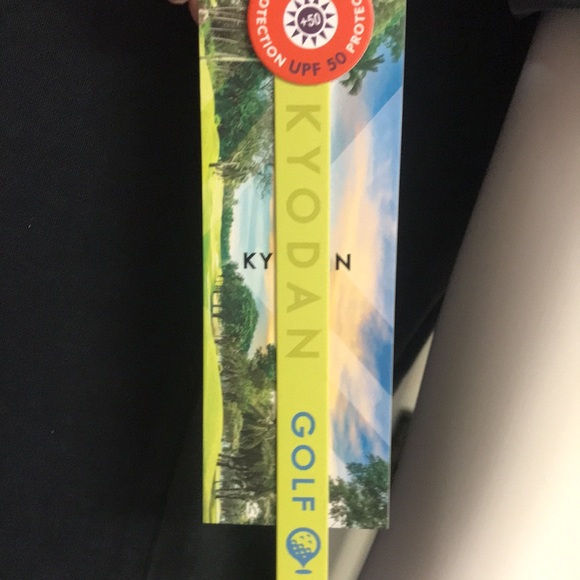 +50
PROTECTION UPF 50 PROTEC
KYODAN
KY N
GOLF